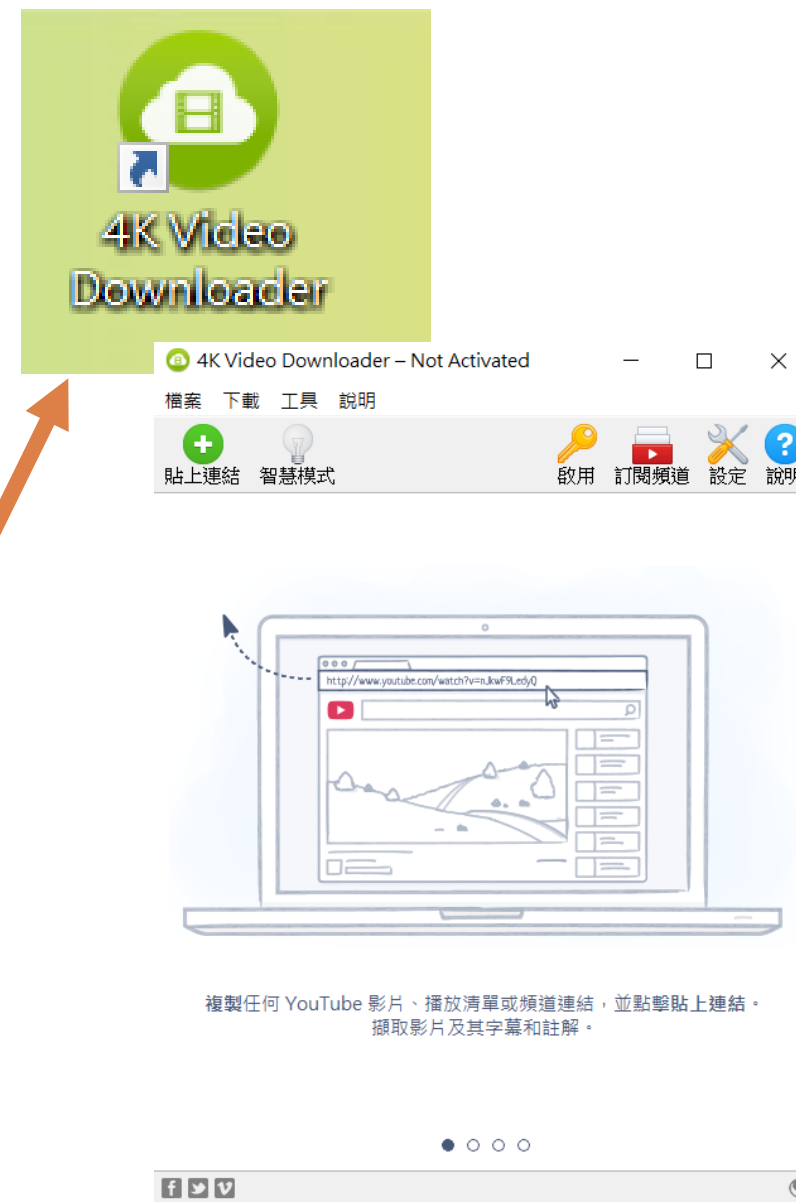 4K Video
Downloader
4K Video Downloader – Not Activated
檔案 下載 工具 說明
貼上連結 智慧模式 啟用 訂閱頻道 設定 說明
http://www.youtube.com/watch?v=nJkwF9LedyQ
複製任何 YouTube 影片、播放清單或頻道連結，並點擊貼上連結。
擷取影片及其字幕和註解。